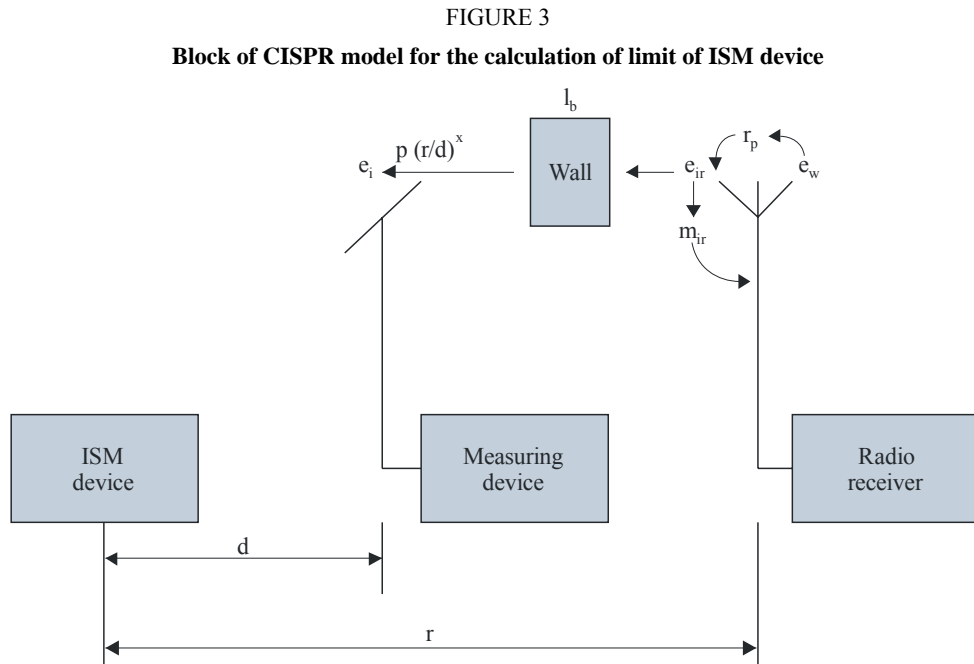 FIGURE 3
Block of CISPR model for the calculation of limit of ISM device
l_b
p (r/d)^x
r_p
e_i
Wall
e_ir
e_w
m_ir
ISM
device
Measuring
device
Radio
receiver
d
r